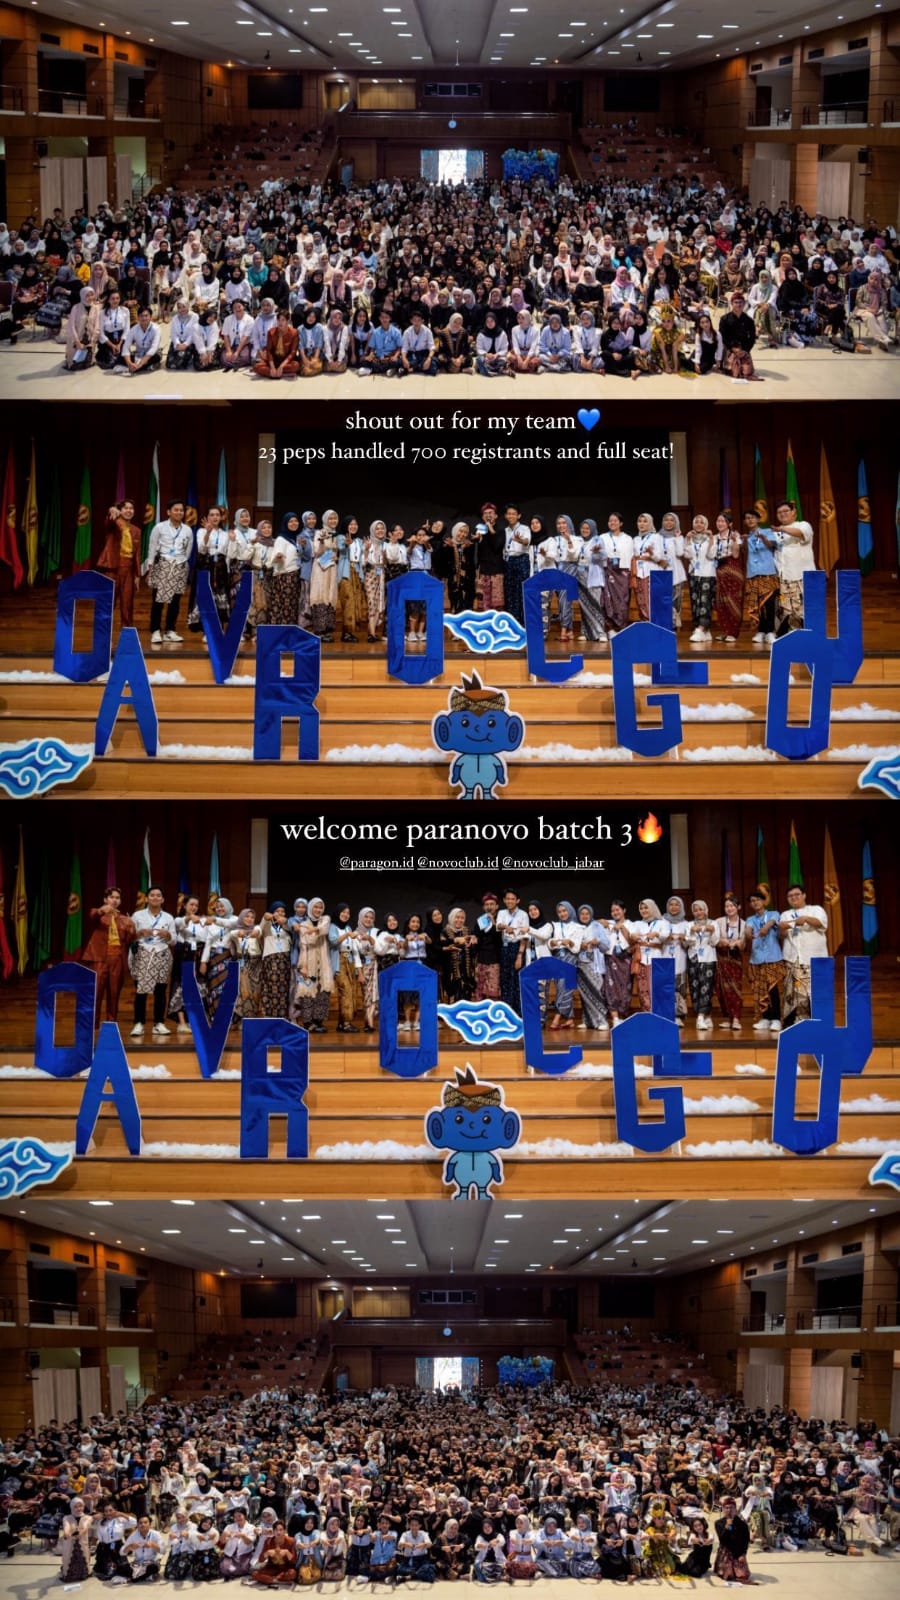 shout out for my team💙
23 peps handled 700 registrants and full seat!
O V O C L U
A R G O
welcome paranovo batch 3🔥
@paragon.id @novoclub.id @novoclub_jabar
O V O C L U
A R G O